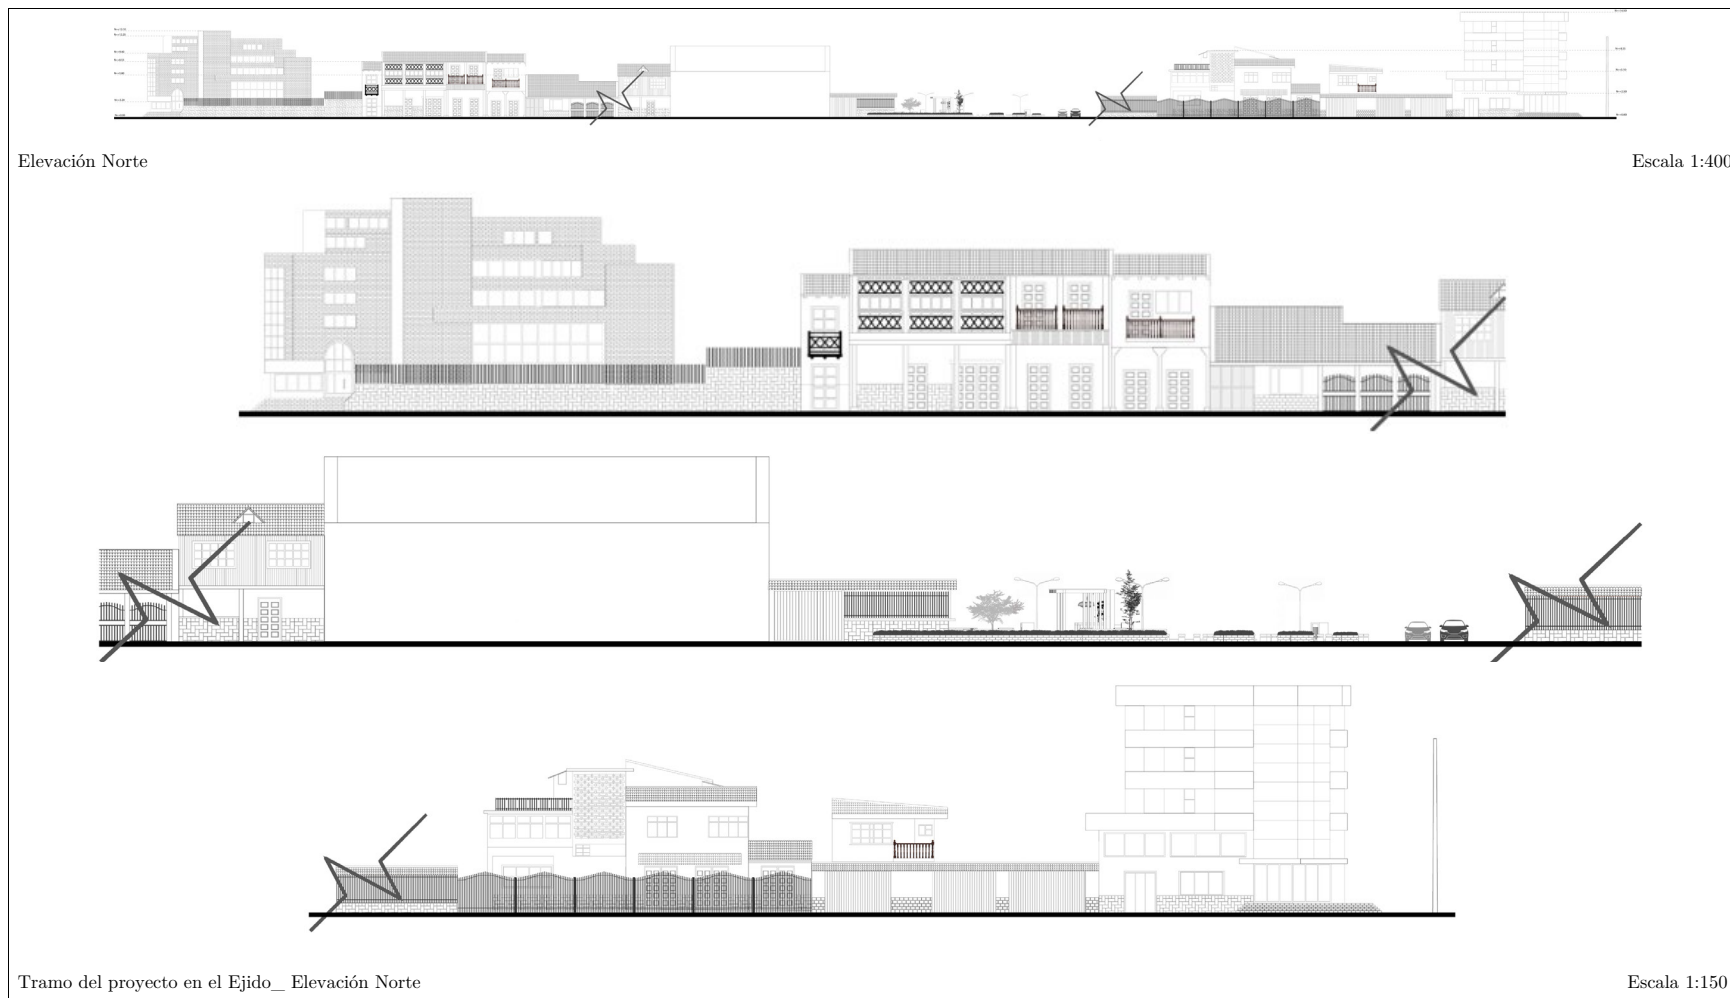 Elevación Norte
Escala 1:400
Tramo del proyecto en el Ejido_ Elevación Norte
Escala 1:150